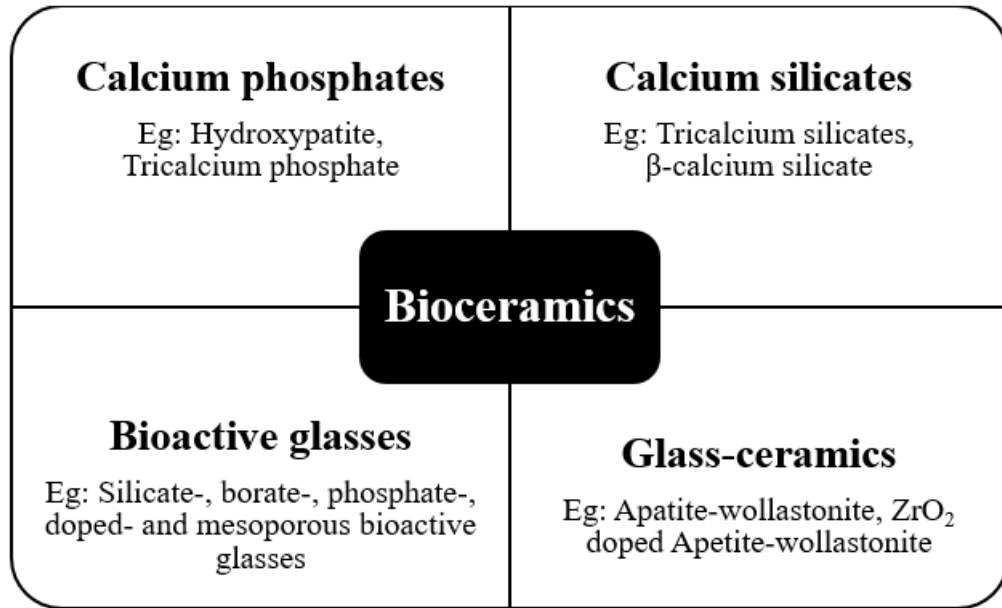 Calcium phosphates
Eg: Hydroxypatite,
Tricalcium phosphate
Calcium silicates
Eg: Tricalcium silicates,
β-calcium silicate
Bioceramics
Bioactive glasses
Eg: Silicate-, borate-, phosphate-,
doped- and mesoporous bioactive
glasses
Glass-ceramics
Eg: Apatite-wollastonite, ZrO₂
doped Apetite-wollastonite